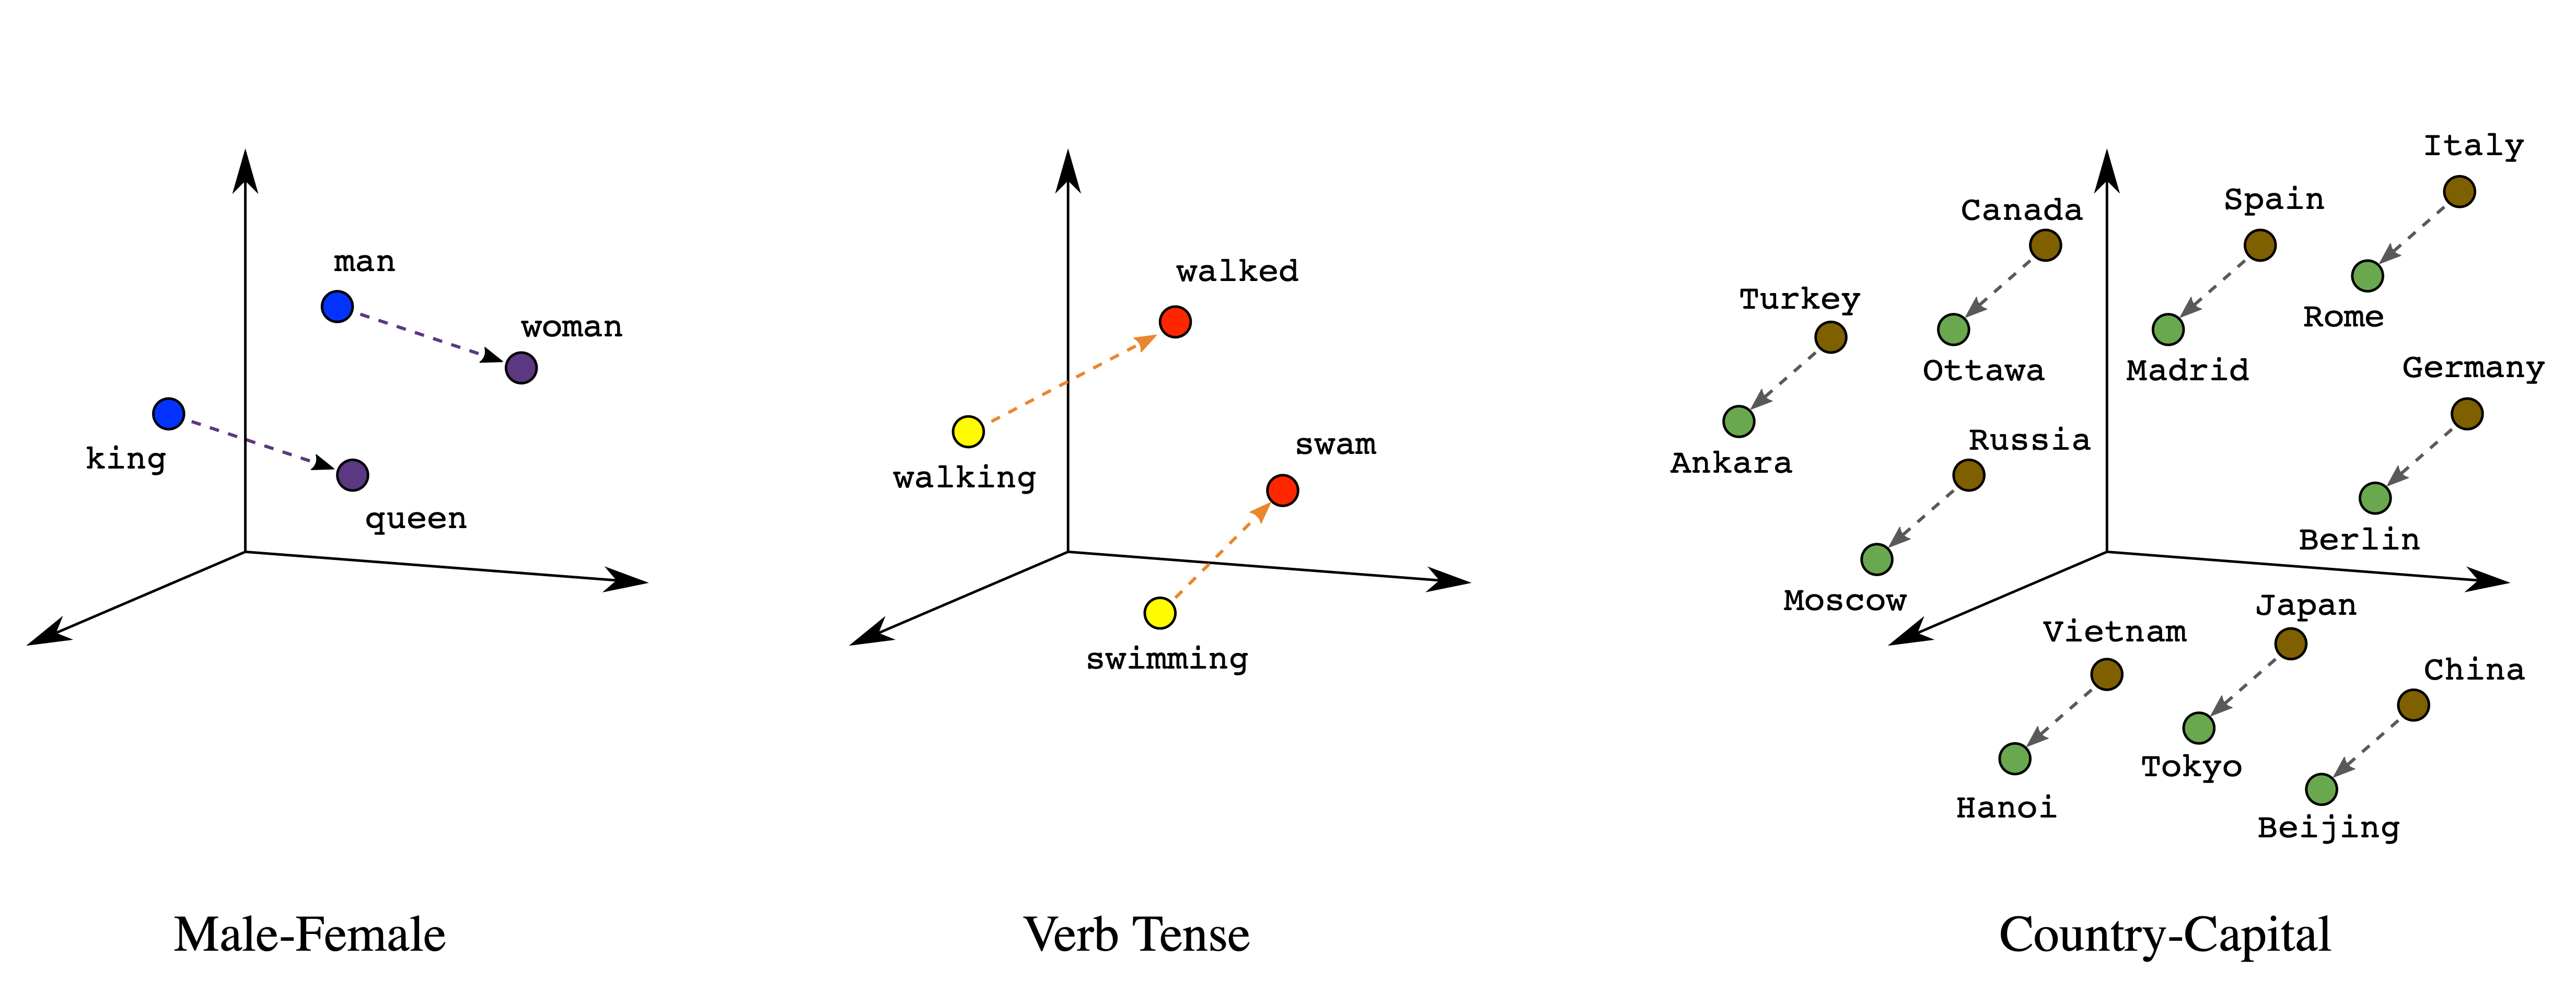 man
woman
king
queen
Male-Female
walked
walking
swam
swimming
Verb Tense
Italy
Spain
Canada
Turkey
Rome
Ottawa
Madrid
Germany
Russia
Ankara
Berlin
Moscow
Japan
Vietnam
China
Tokyo
Hanoi
Beijing
Country-Capital